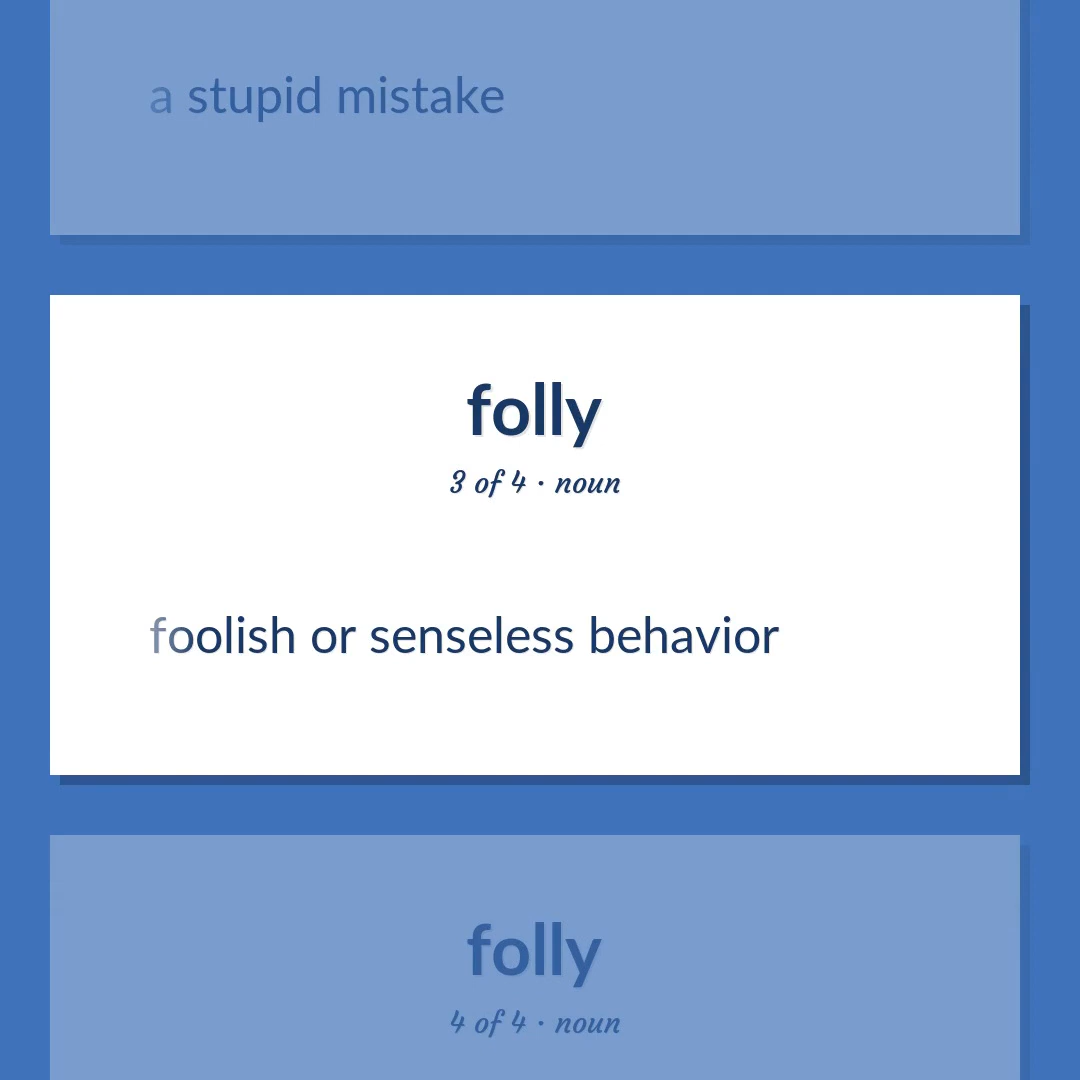 a stupid mistake
folly
3 of 4 · noun
foolish or senseless behavior
folly
4 of 4 · noun